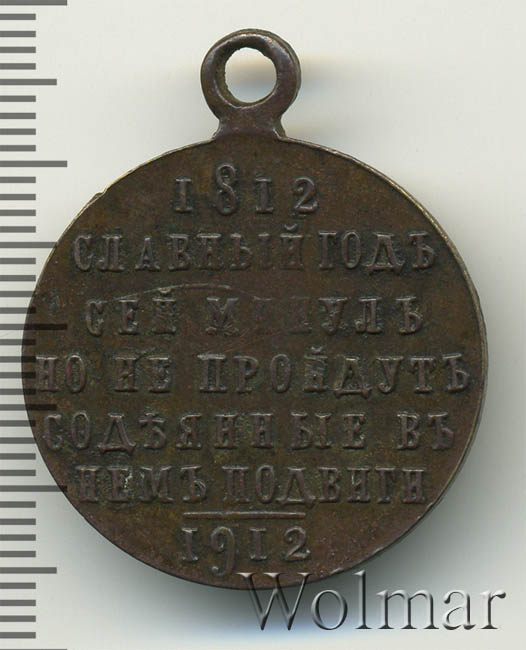 1812
СЛАВНЫЙ ГОДЪ
СЕЙ МИНУЛЪ
НО НЕ ПРОЙДУТЪ
СОДѢЯННЫЕ ВЪ
НЕМЪ ПОДВИГИ
1912
Wolmar